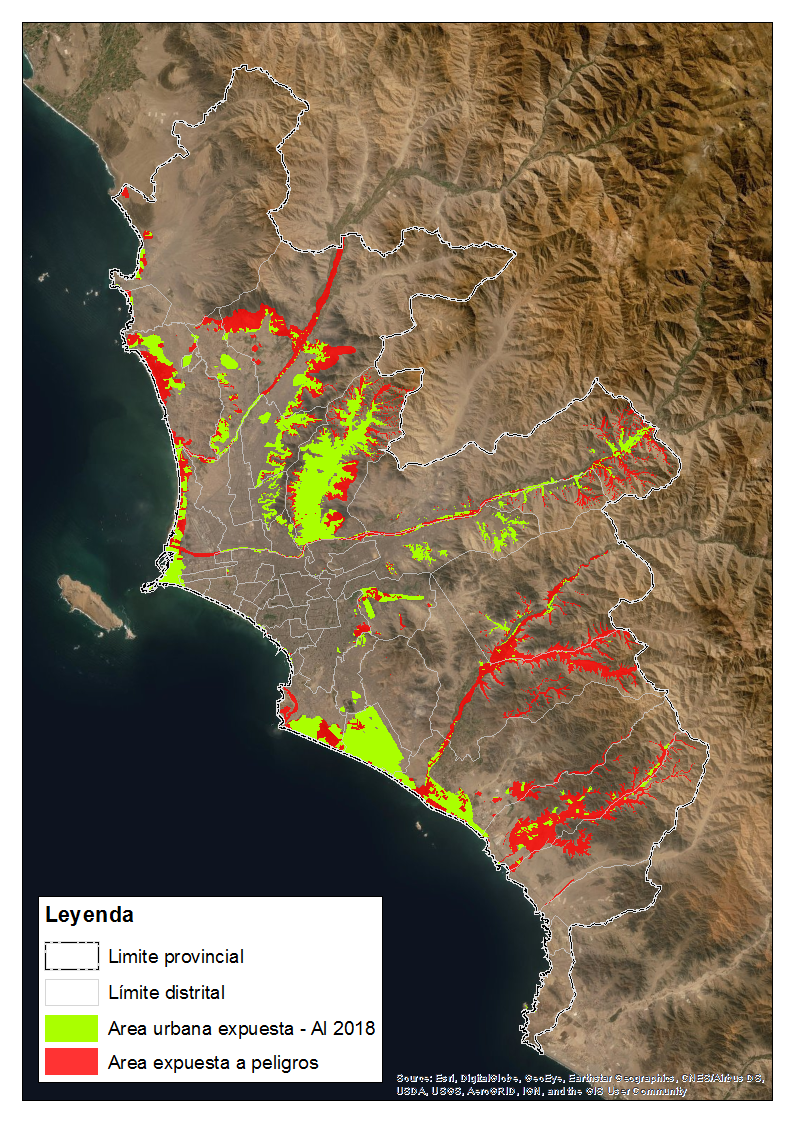 Leyenda
Limite provincial
Límite distrital
Area urbana expuesta - Al 2018
Area expuesta a peligros
Source: Esri, DigitalGlobe, GeoEye, Earthstar Geographics, CNES/Airbus DS,
USDA, USGS, AeroGRID, IGN, and the GIS User Community